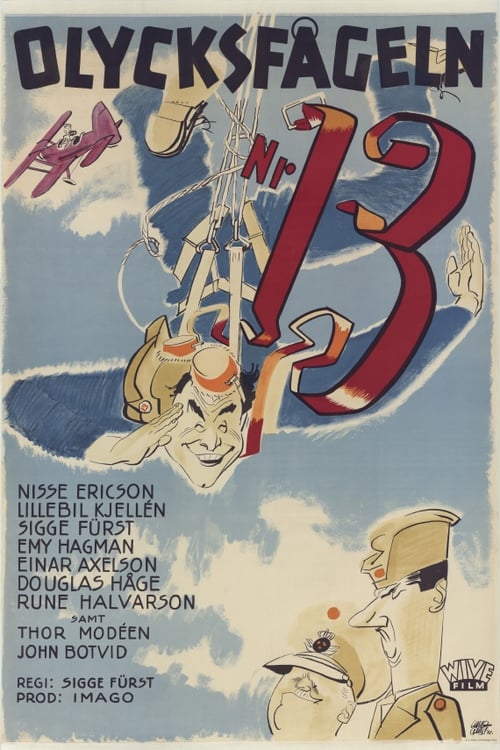 OLYCKSFÅGELN
Nr 13
NISSE ERICSON
LILLEBIL KJELLÉN
SIGGE FÜRST
EMY HAGMAN
EINAR AXELSON
DOUGLAS HÅGE
RUNE HALVARSON
SAMT
THOR MODÉEN
JOHN BOTVID
REGI: SIGGE FÜRST
PROD: IMAGO
WIVE
FILM